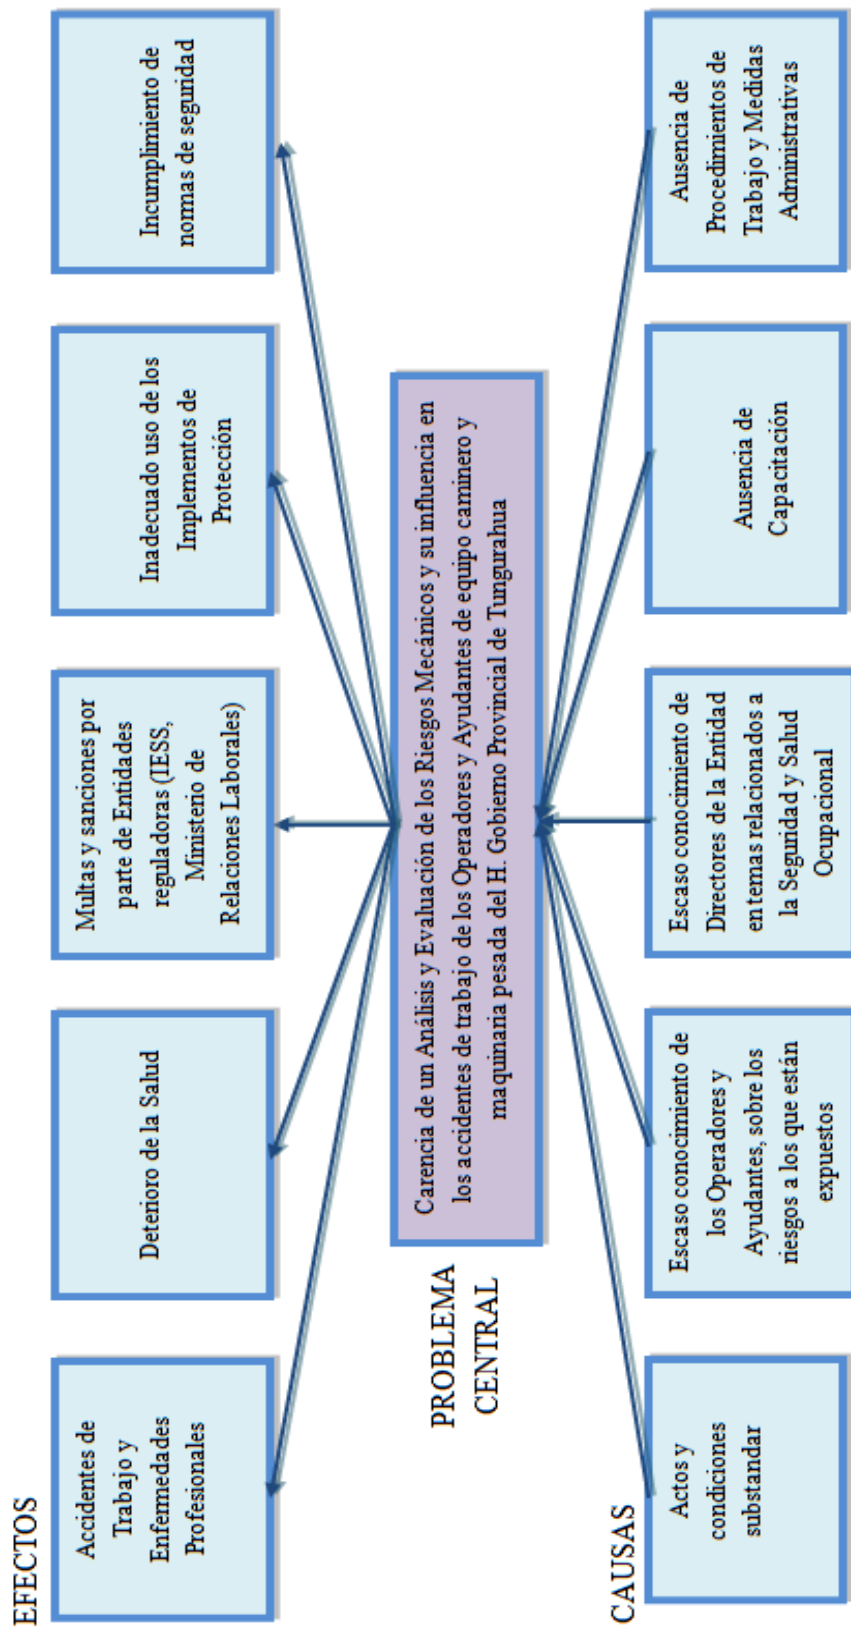 EFECTOS
Accidentes de
Trabajo y
Enfermedades
Profesionales
Deterioro de la Salud
Multas y sanciones por
parte de Entidades
reguladoras (IESS,
Ministerio de
Relaciones Laborales)
Inadecuado uso de los
Implementos de
Protección
Incumplimiento de
normas de seguridad
PROBLEMA
CENTRAL
Carencia de un Análisis y Evaluación de los Riesgos Mecánicos y su influencia en
los accidentes de trabajo de los Operadores y Ayudantes de equipo caminero y
maquinaria pesada del H. Gobierno Provincial de Tungurahua
CAUSAS
Actos y
condiciones
substandar
Escaso conocimiento de
los Operadores y
Ayudantes, sobre los
riesgos a los que están
expuestos
Escaso conocimiento de
Directores de la Entidad
en temas relacionados a
la Seguridad y Salud
Ocupacional
Ausencia de
Capacitación
Ausencia de
Procedimientos de
Trabajo y Medidas
Administrativas